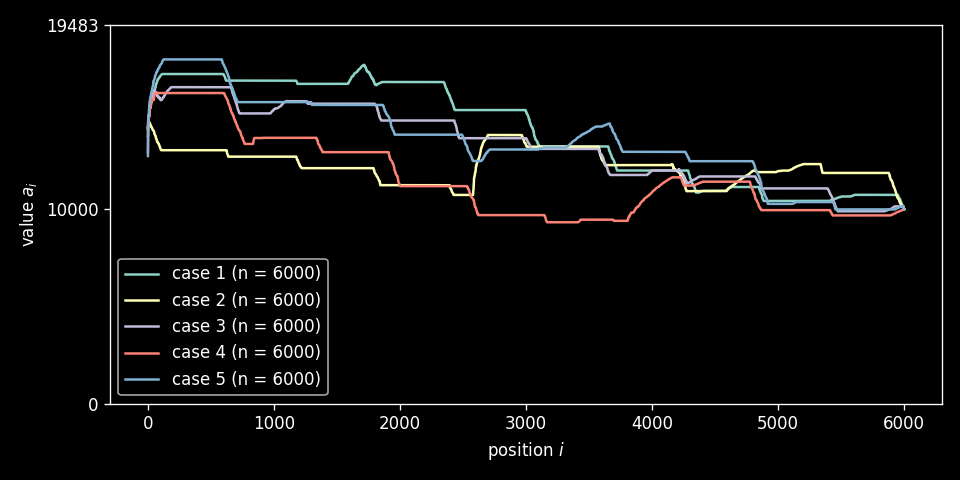 19483
10000
0
value aᵢ
case 1 (n = 6000)
case 2 (n = 6000)
case 3 (n = 6000)
case 4 (n = 6000)
case 5 (n = 6000)
0 1000 2000 3000 4000 5000 6000
position i